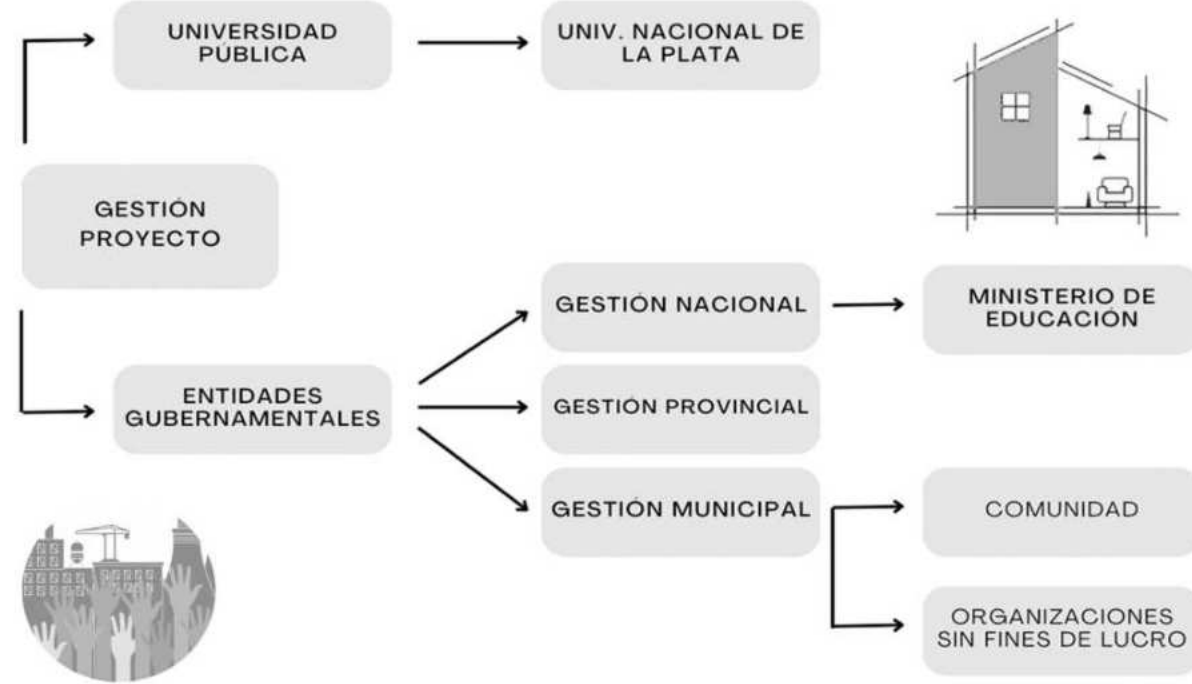 UNIVERSIDAD
PÚBLICA
UNIV. NACIONAL DE
LA PLATA
GESTIÓN
PROYECTO
GESTIÓN NACIONAL
MINISTERIO DE
EDUCACIÓN
ENTIDADES
GUBERNAMENTALES
GESTIÓN PROVINCIAL
GESTIÓN MUNICIPAL
COMUNIDAD
ORGANIZACIONES
SIN FINES DE LUCRO